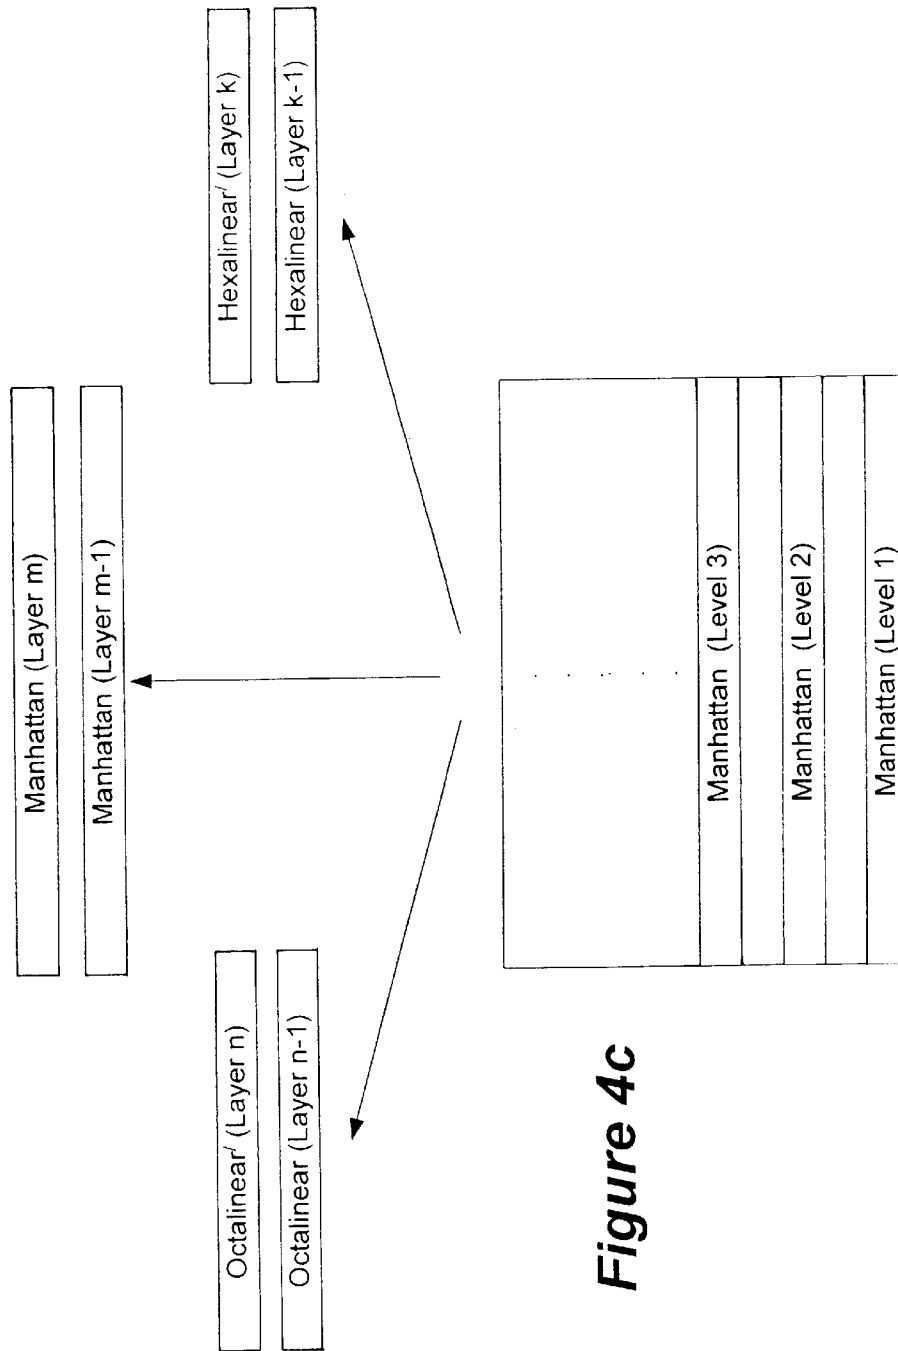 Manhattan (Layer m)
Manhattan (Layer m-1)
Octalinear′ (Layer n)
Octalinear (Layer n-1)
Hexalinear′ (Layer k)
Hexalinear (Layer k-1)
Manhattan (Level 3)
Manhattan (Level 2)
Manhattan (Level 1)
Figure 4c